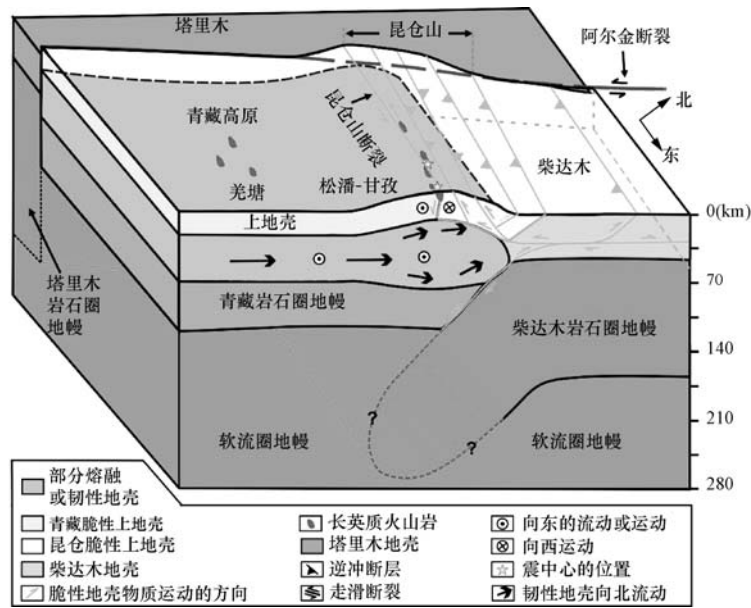 塔里木
昆仑山
阿尔金断裂
北
东
青藏高原
昆仑山断裂
柴达木
羌塘
松潘-甘孜
上地壳
0(km)
塔里木
岩石圈
地幔
70
青藏岩石圈地幔
柴达木岩石圈地幔
140
?
210
软流圈地幔
?
软流圈地幔
280
部分熔融
或韧性地壳
青藏脆性上地壳
昆仑脆性上地壳
柴达木地壳
脆性地壳物质运动的方向
长英质火山岩
塔里木地壳
逆冲断层
走滑断裂
向东的流动或运动
向西运动
震中心的位置
韧性地壳向北流动